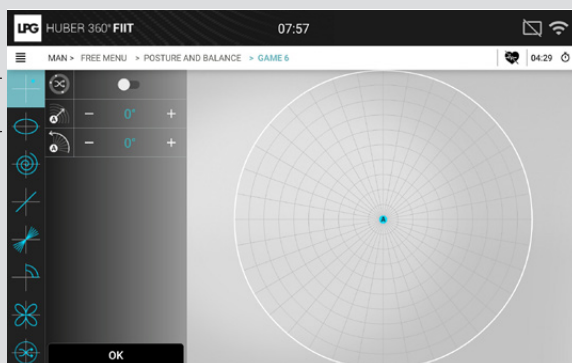 LPG HUBER 360° FIIT 07:57
MAN > FREE MENU > POSTURE AND BALANCE > GAME 6 04:29
A − 0° +
A − 0° +
A
OK